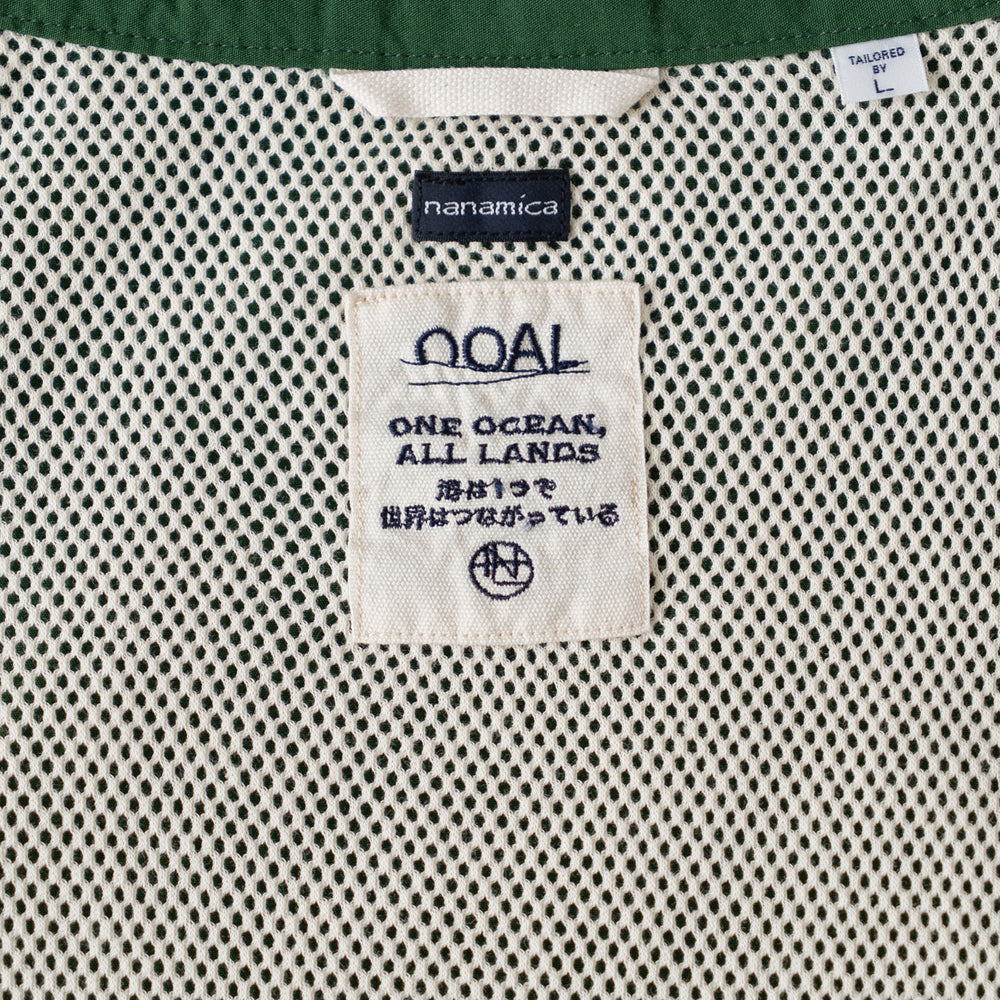 TAILORED
BY
L
nanamica
OOAL
ONE OCEAN,
ALL LANDS
海は1つで
世界はつながっている